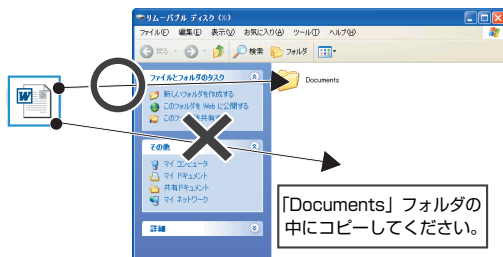 リムーバブル ディスク (X:)
ファイル(F) 編集(E) 表示(V) お気に入り(A) ツール(T) ヘルプ(H)
戻る 検索 フォルダ
ファイルとフォルダのタスク
Documents
新しいフォルダを作成する
このフォルダを Web に公開する
このフォルダを共有す
その他
マイ コンピュータ
マイ ドキュメント
共有ドキュメント
マイ ネットワーク
詳細
「Documents」フォルダの
中にコピーしてください。
W